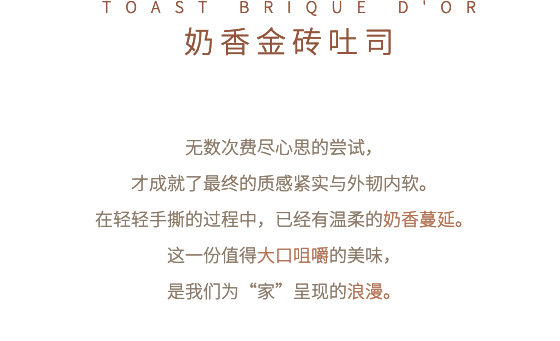 TOAST BRIQUE D'OR
奶香金砖吐司
无数次费尽心思的尝试，
才成就了最终的质感紧实与外韧内软。
在轻轻手撕的过程中，已经有温柔的奶香蔓延。
这一份值得大口咀嚼的美味，
是我们为“家”呈现的浪漫。